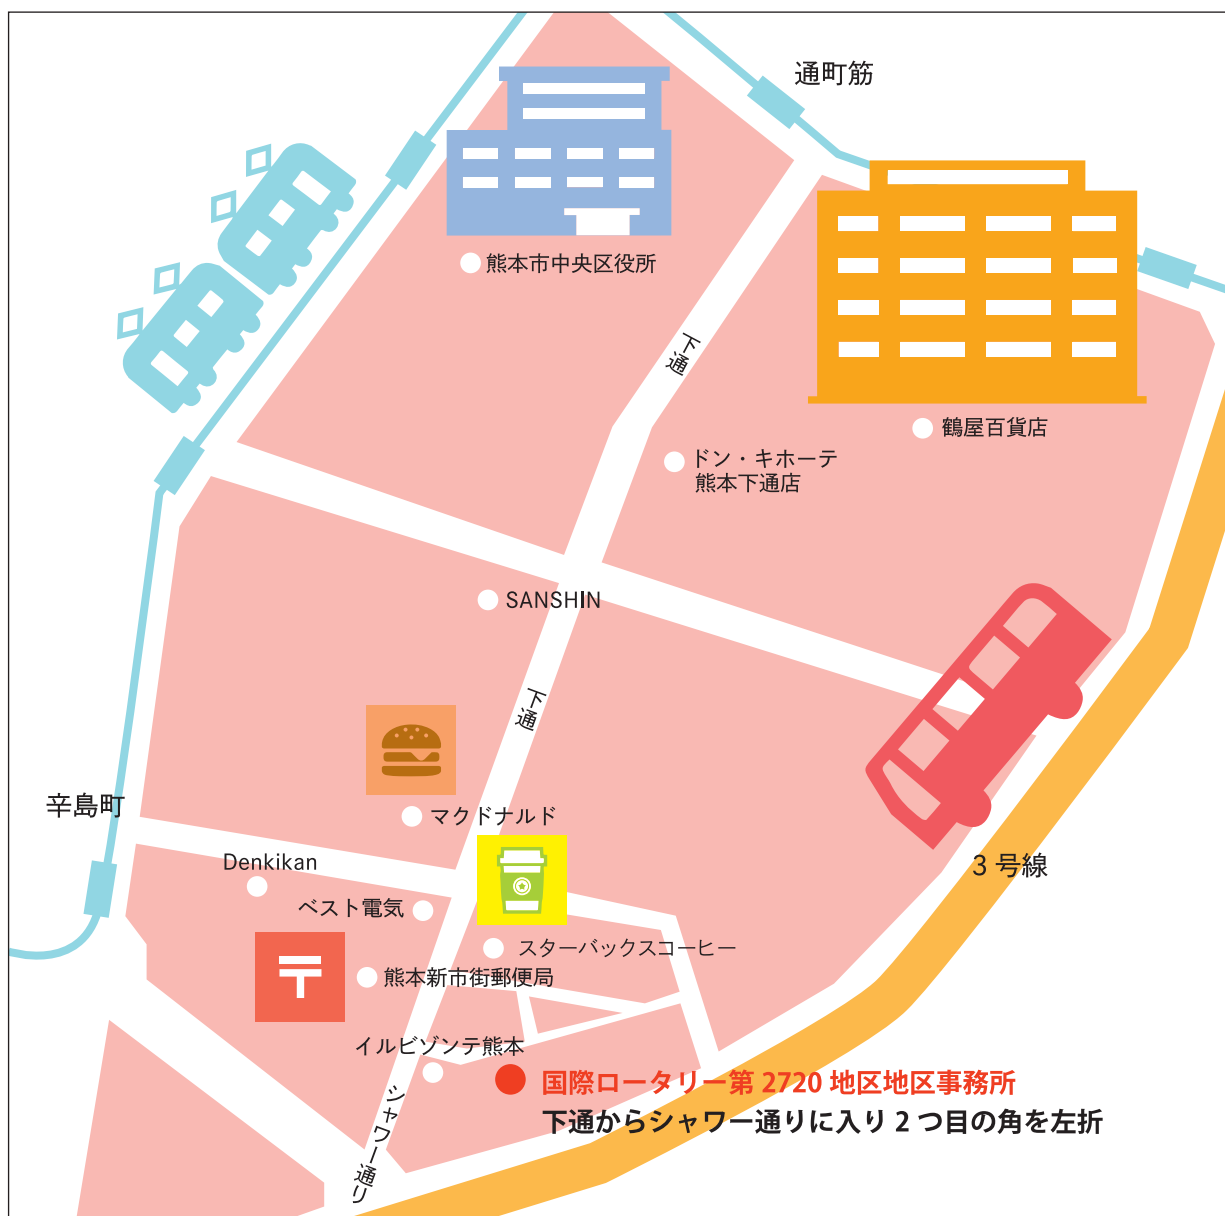 通町筋
熊本市中央区役所
下通
鶴屋百貨店
ドン・キホーテ
熊本下通店
SANSHIN
下通
辛島町
マクドナルド
Denkikan
3 号線
ベスト電気
スターバックスコーヒー
〒
熊本新市街郵便局
イルビゾンテ熊本
国際ロータリー第 2720 地区地区事務所
下通からシャワー通りに入り 2 つ目の角を左折
シャワー通り